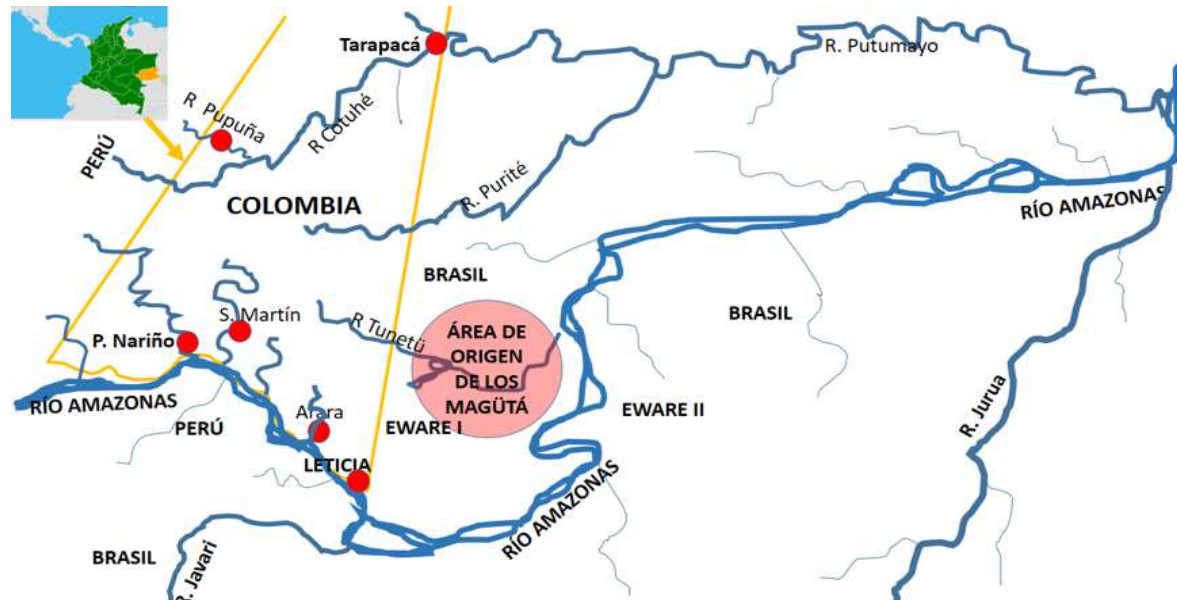 Tarapacá
R. Putumayo
R Pupuña
R Cotuhé
PERÚ
COLOMBIA
R. Purité
RÍO AMAZONAS
BRASIL
BRASIL
S. Martín
R Tunetü
P. Nariño
ÁREA DE
ORIGEN
DE LOS
MAGÜTÁ
RÍO AMAZONAS
PERÚ
Arara
EWARE I
EWARE II
R. Jurua
LETICIA
RÍO AMAZONAS
BRASIL
R. Javari